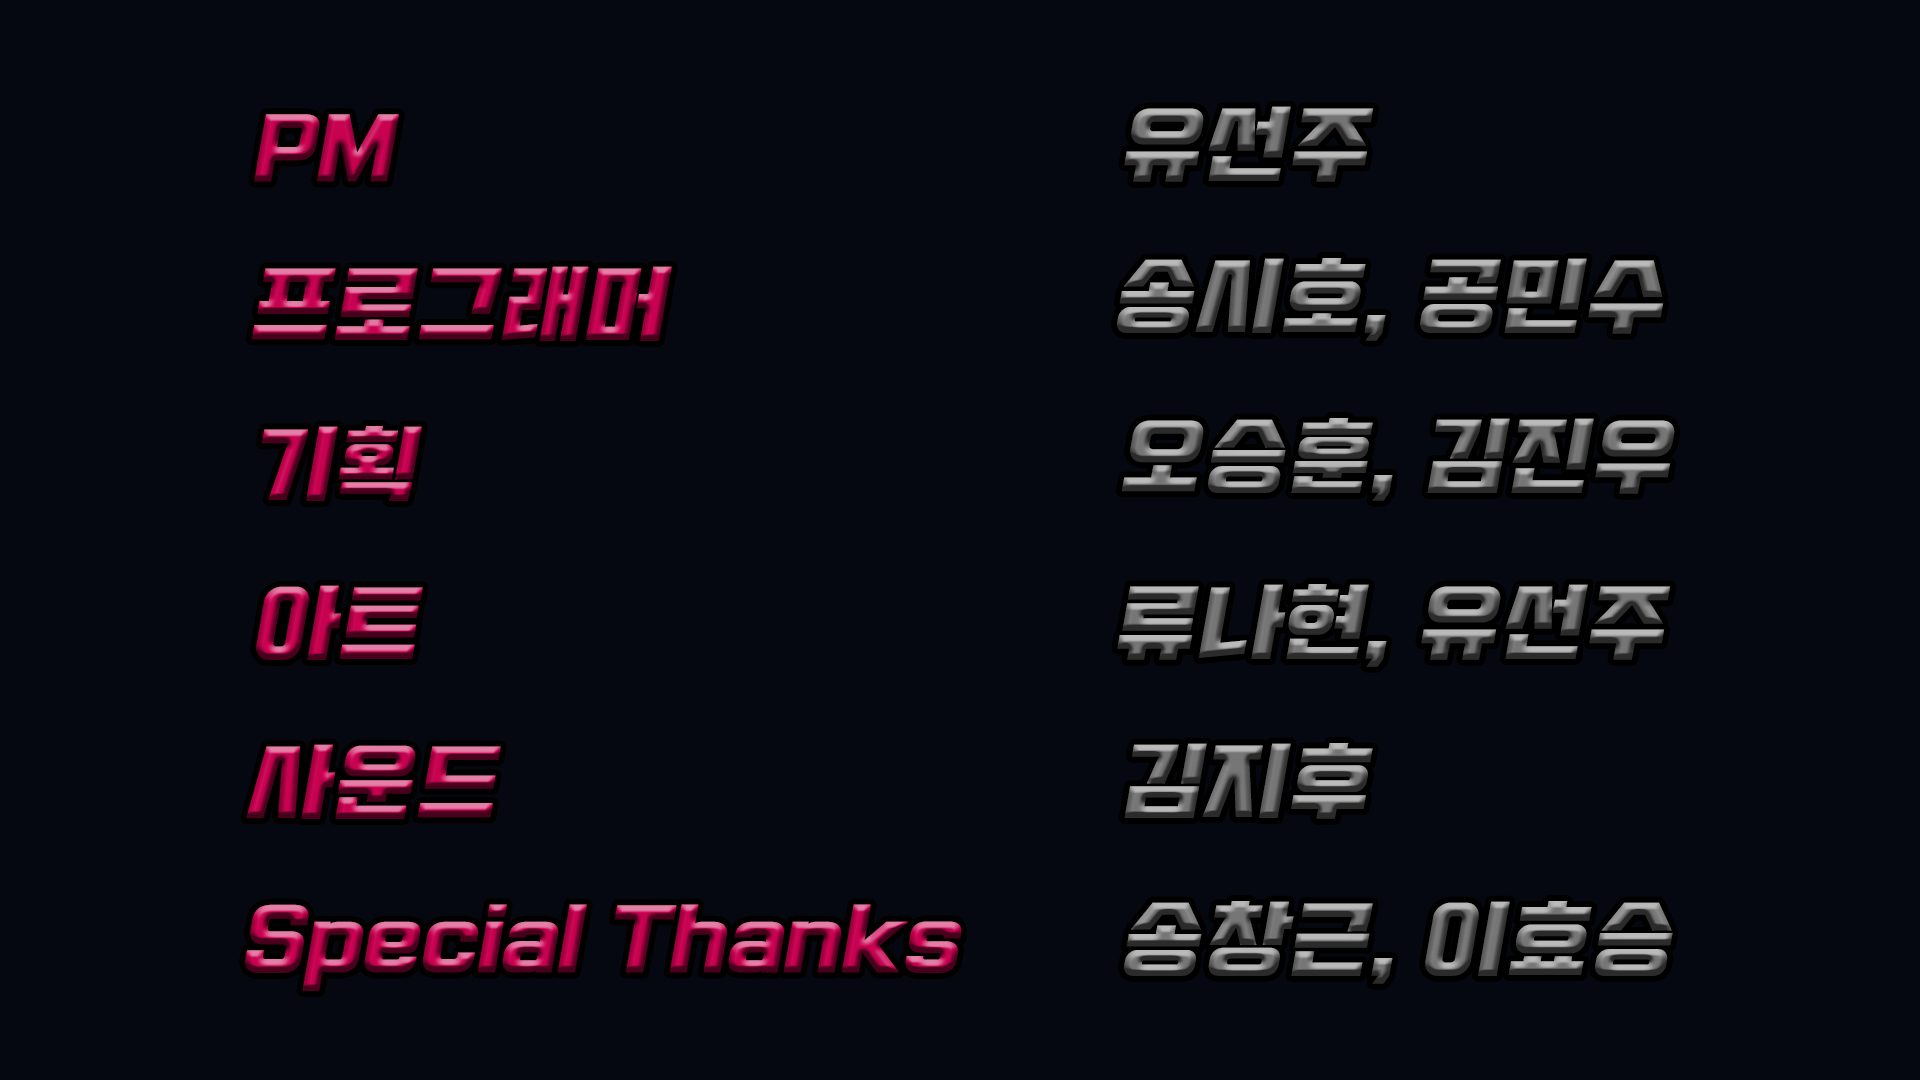 PM 유선주
프로그래머 송시호, 공민수
기획 오승훈, 김진우
아트 류나현, 유선주
사운드 김지후
Special Thanks 송창근, 이효승